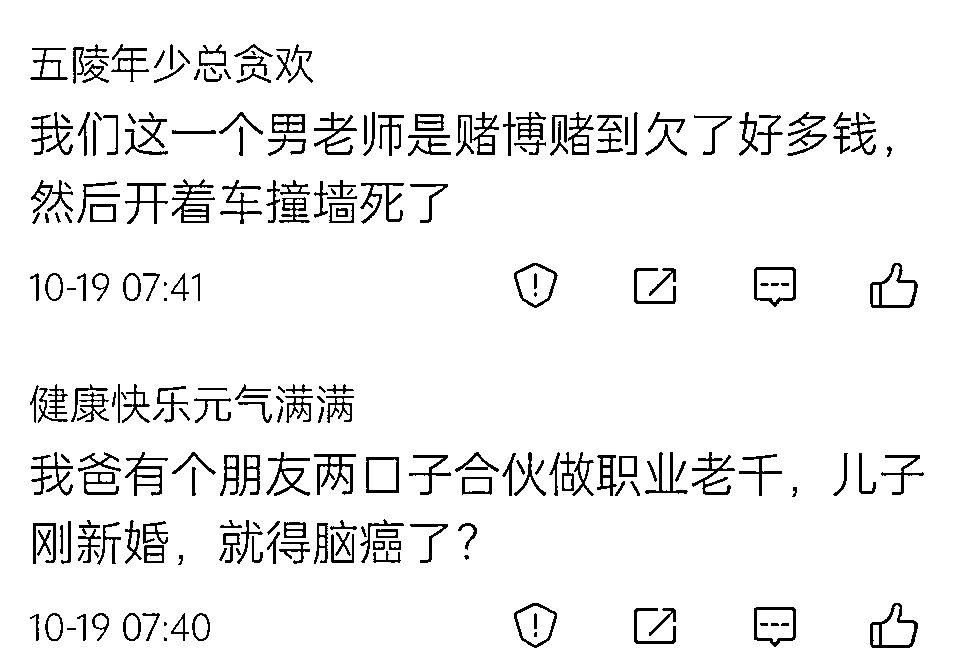 五陵年少总贪欢
我们这一个男老师是赌博赌到欠了好多钱，
然后开着车撞墙死了
10-19 07:41
健康快乐元气满满
我爸有个朋友两口子合伙做职业老千，儿子
刚新婚，就得脑癌了？
10-19 07:40